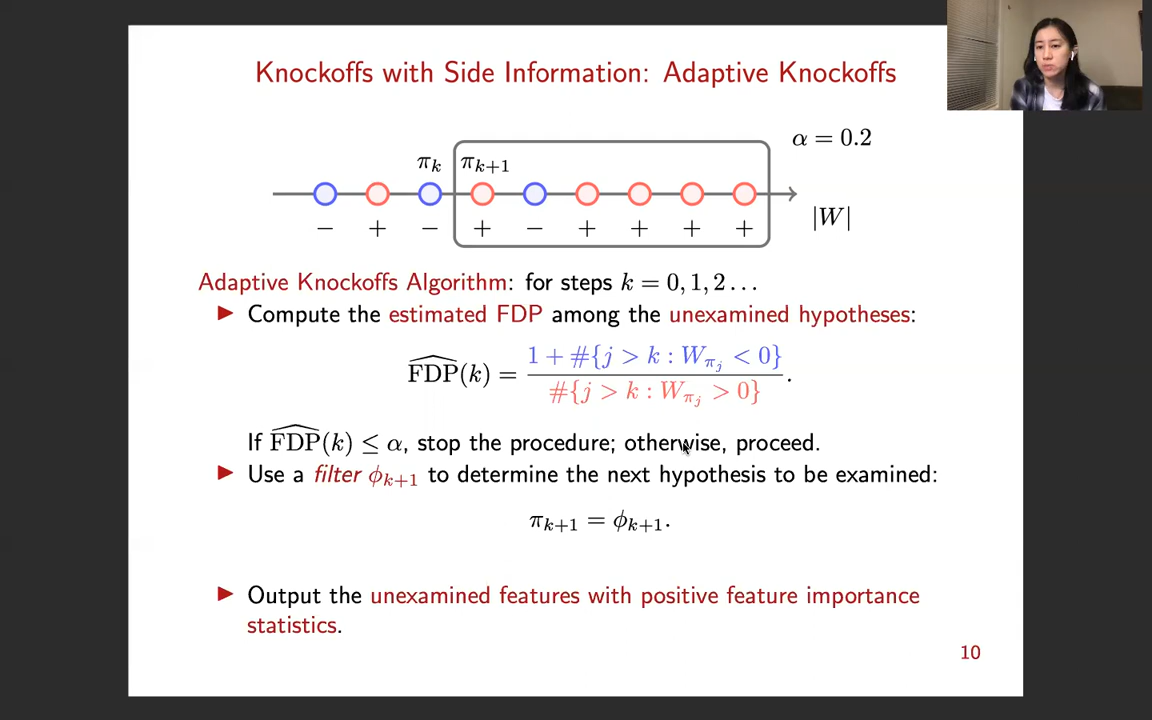 Knockoffs with Side Information: Adaptive Knockoffs
α = 0.2
π_k π_{k+1}
− + − + − + + + +
|W|
Adaptive Knockoffs Algorithm: for steps k = 0, 1, 2 . . .
▶ Compute the estimated FDP among the unexamined hypotheses:
\widehat{FDP}(k) = \frac{1 + #{j > k : W_{π_j} < 0}}{#{j > k : W_{π_j} > 0}}.
If \widehat{FDP}(k) ≤ α, stop the procedure; otherwise, proceed.
▶ Use a filter ϕ_{k+1} to determine the next hypothesis to be examined:
π_{k+1} = ϕ_{k+1}.
▶ Output the unexamined features with positive feature importance
statistics.
10